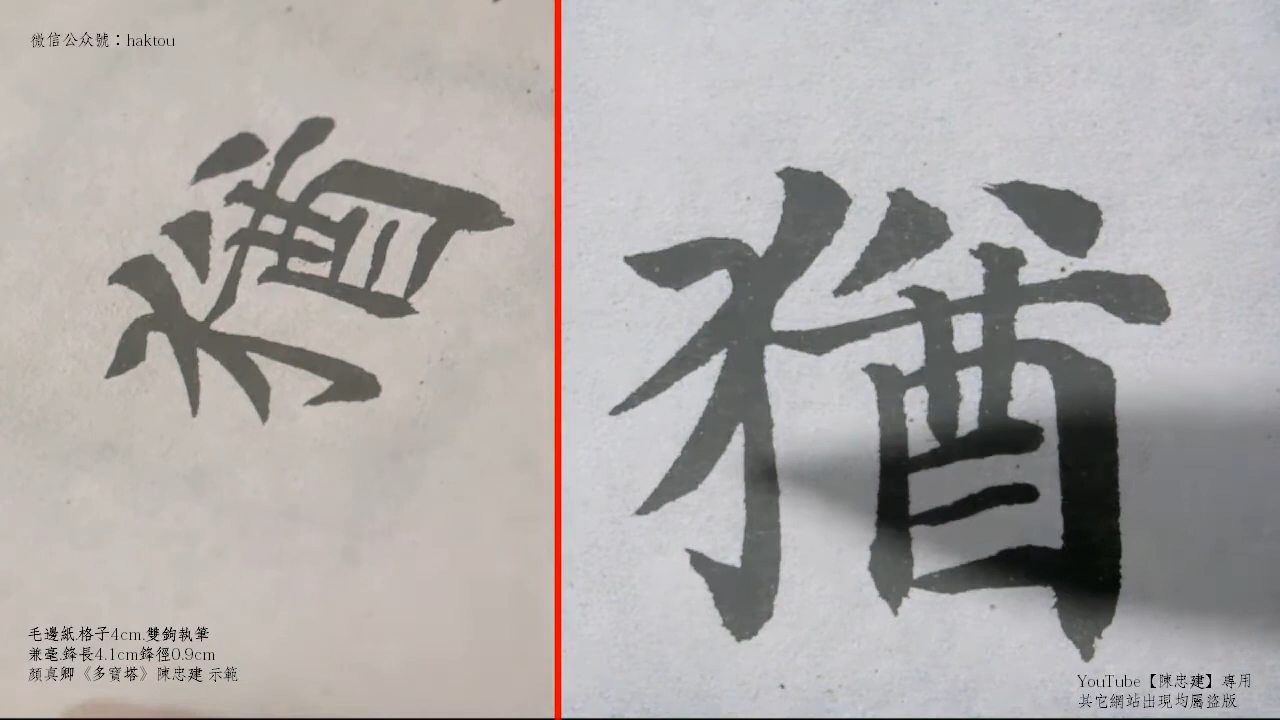 微信公众號：haktou
猶
猶
毛邊紙.格子4cm.雙鉤執筆
兼毫.鋒長4.1cm鋒徑0.9cm
顏真卿《多寶塔》陳忠建 示範
YouTube【陳忠建】專用
其它網站出現均屬盜版